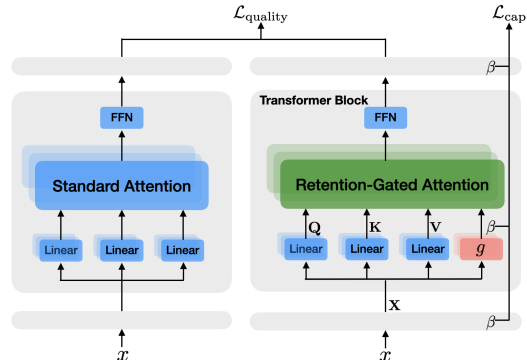 𝓛quality
𝓛cap
β
Transformer Block
FFN
FFN
Standard Attention
Retention-Gated Attention
Q
K
V
β
Linear
Linear
Linear
Linear
Linear
Linear
g
X
β
x
x